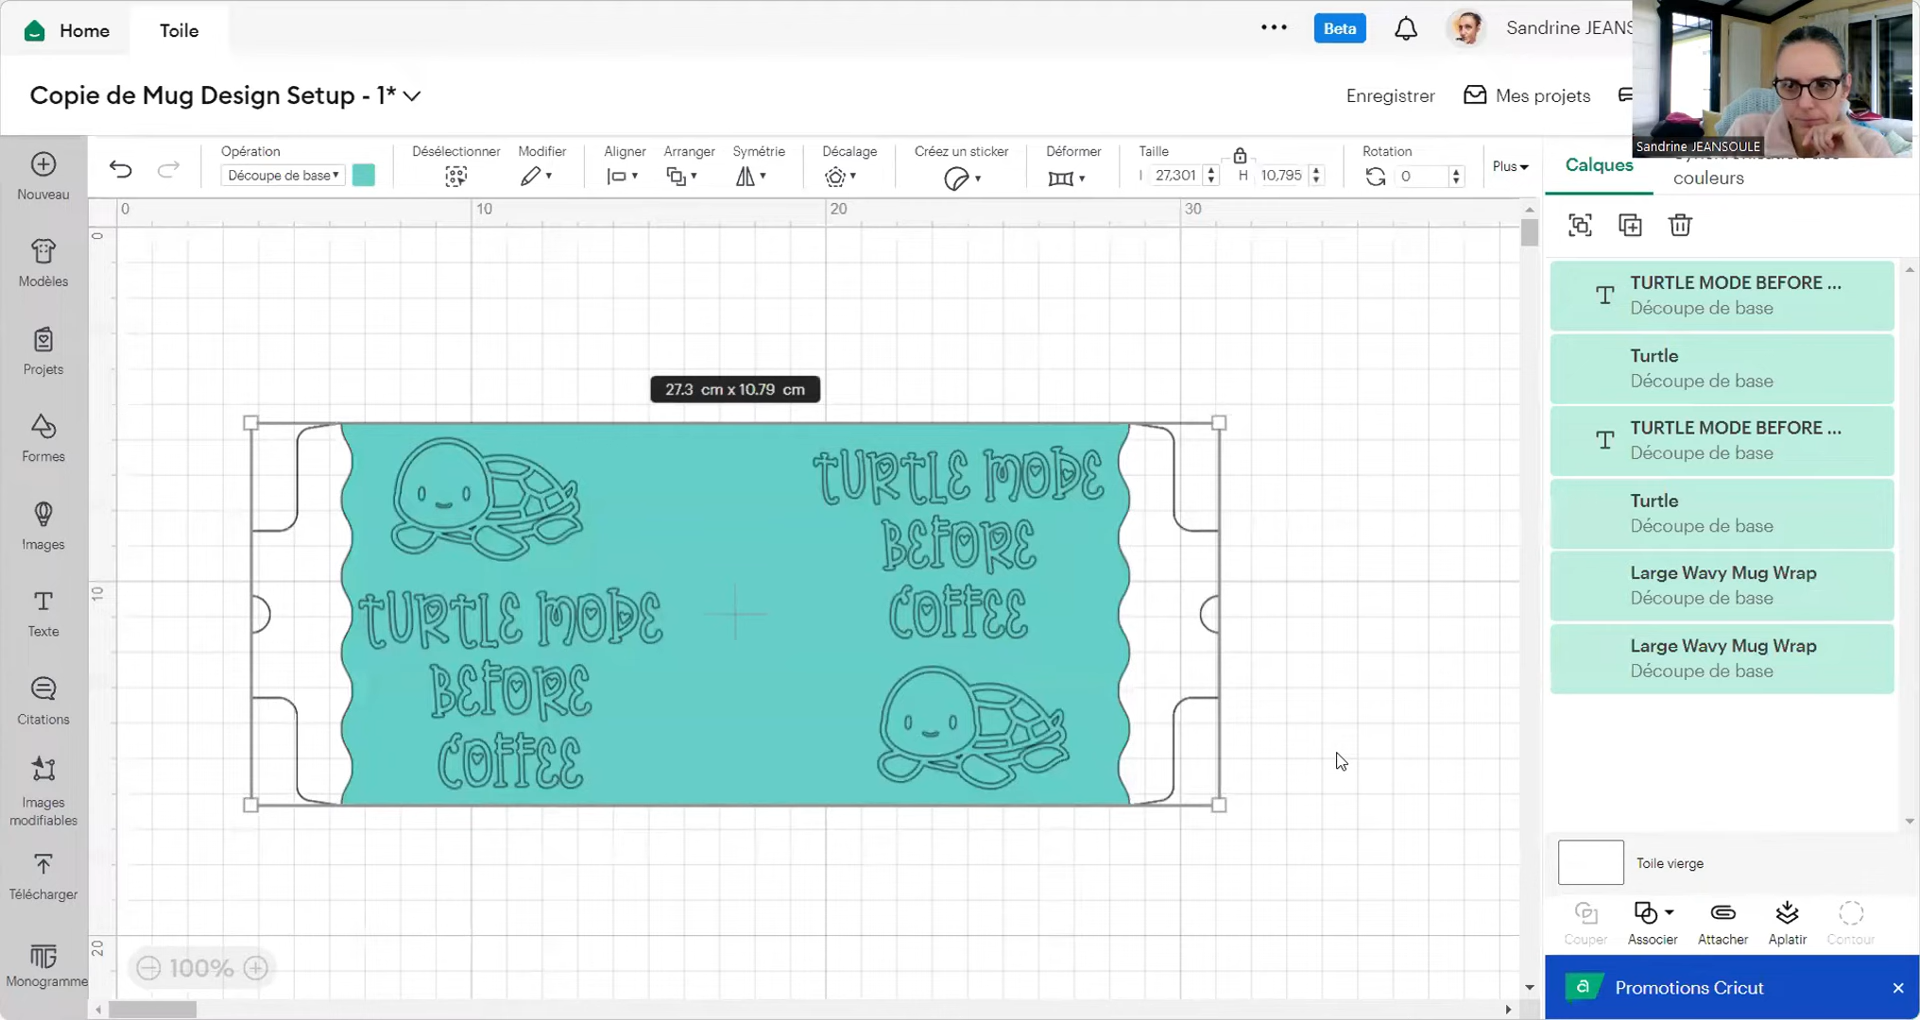 Home
Toile
Beta
Sandrine JEANS
Copie de Mug Design Setup - 1*
Enregistrer
Mes projets
Sandrine JEANSOULE
Opération
Découpe de base
Désélectionner
Modifier
Aligner
Arranger
Symétrie
Décalage
Créez un sticker
Déformer
Taille
l 27,301
H 10,795
Rotation
0
Plus
Calques
couleurs
Nouveau
Modèles
Projets
Formes
Images
Texte
Citations
Images
modifiables
Télécharger
MG
Monogramme
0 10 20 30
0
10
20
27.3 cm x 10.79 cm
TURTLE MODE
BEFORE
COFFEE
TURTLE MODE
BEFORE
COFFEE
100%
TURTLE MODE BEFORE ...
Découpe de base
Turtle
Découpe de base
TURTLE MODE BEFORE ...
Découpe de base
Turtle
Découpe de base
Large Wavy Mug Wrap
Découpe de base
Large Wavy Mug Wrap
Découpe de base
Toile vierge
Couper
Associer
Attacher
Aplatir
Contour
a
Promotions Cricut